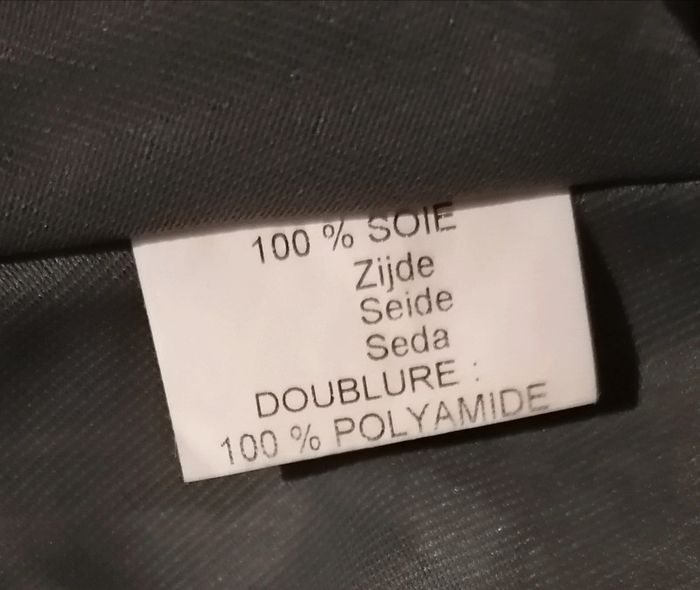 100 % SOIE
Zijde
Seide
Seda
DOUBLURE :
100 % POLYAMIDE